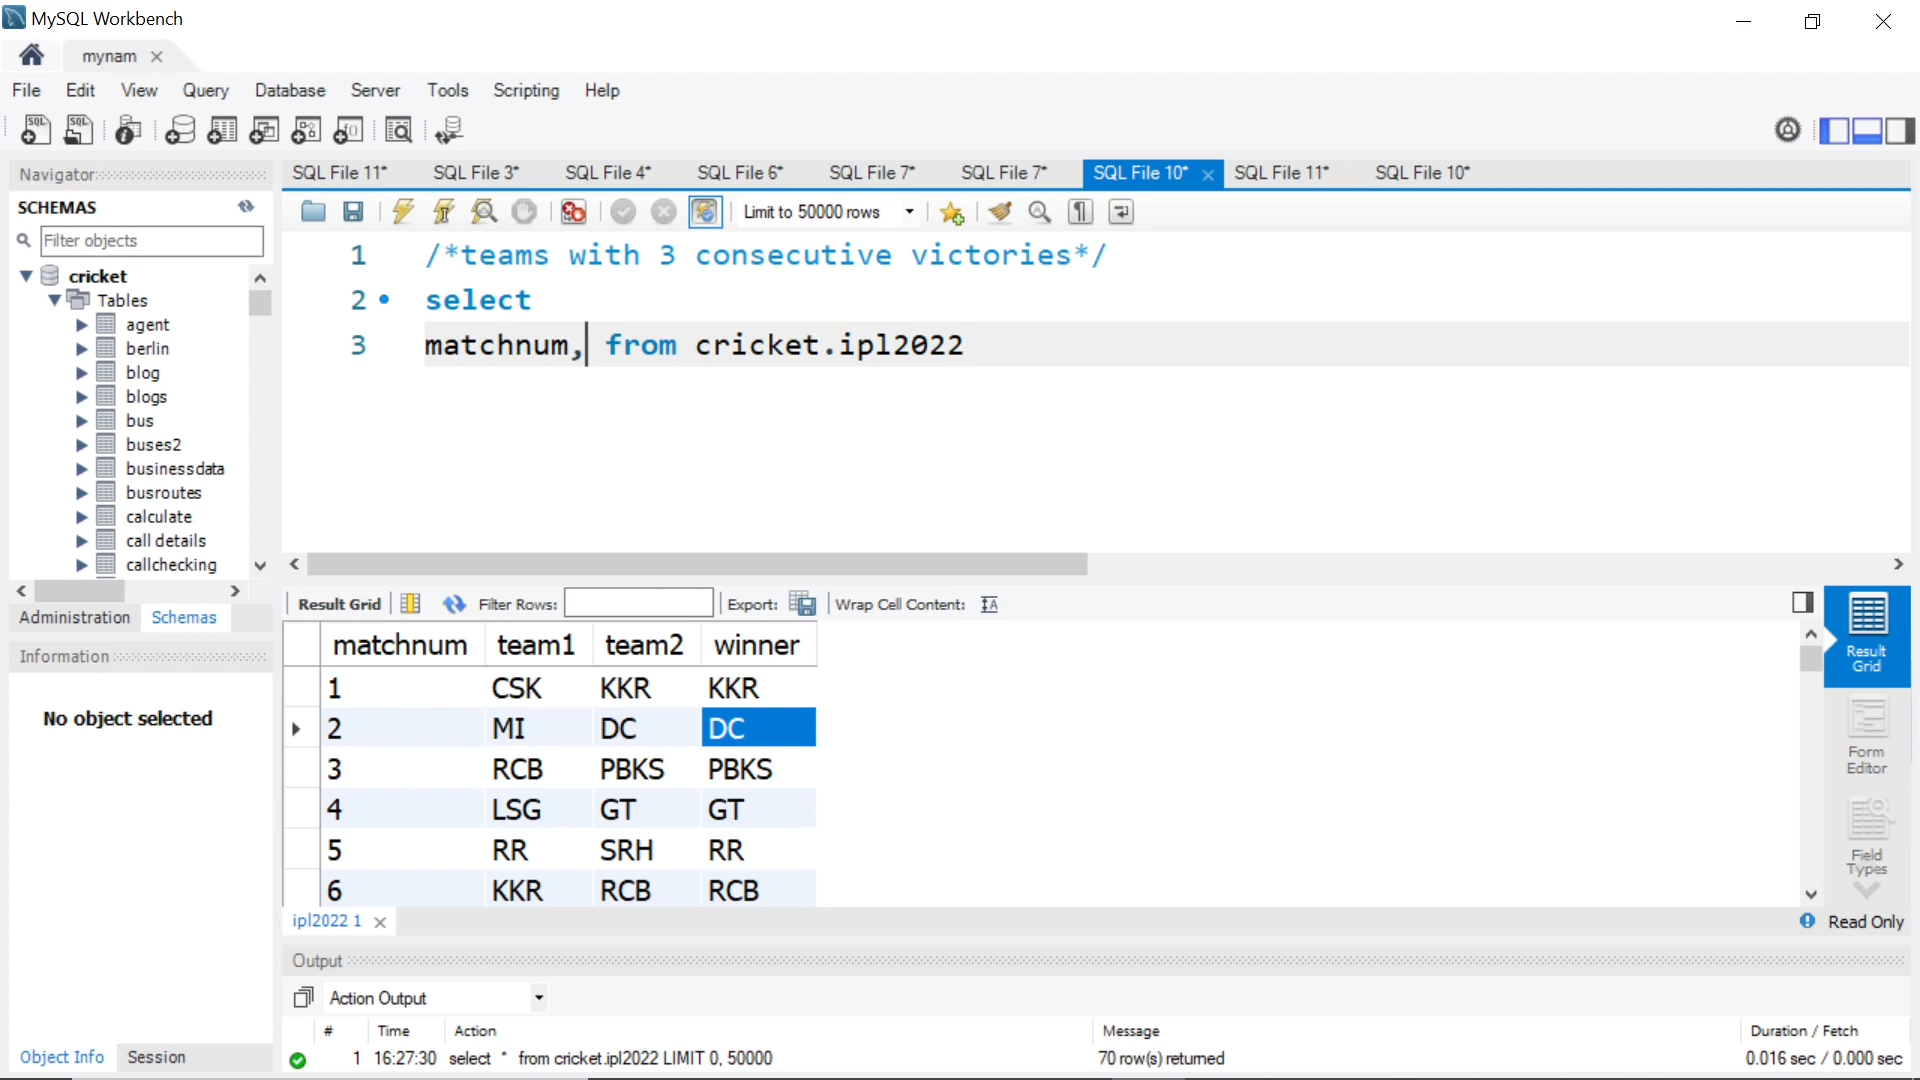 MySQL Workbench
mynam
File Edit View Query Database Server Tools Scripting Help
Navigator
SQL File 11* SQL File 3* SQL File 4* SQL File 6* SQL File 7* SQL File 7* SQL File 10* SQL File 11* SQL File 10*
SCHEMAS
Filter objects
Limit to 50000 rows
cricket
Tables
agent
berlin
blog
blogs
bus
buses2
businessdata
busroutes
calculate
call details
callchecking
1 /*teams with 3 consecutive victories*/
2 select
3 matchnum, from cricket.ipl2022
Administration Schemas
Information
No object selected
Result Grid Filter Rows: Export: Wrap Cell Content:
matchnum team1 team2 winner
1 CSK KKR KKR
2 MI DC DC
3 RCB PBKS PBKS
4 LSG GT GT
5 RR SRH RR
6 KKR RCB RCB
Result
Grid
Form
Editor
Field
Types
ipl2022 1
Read Only
Output
Action Output
# Time Action Message Duration / Fetch
1 16:27:30 select * from cricket.ipl2022 LIMIT 0, 50000 70 row(s) returned 0.016 sec / 0.000 sec
Object Info Session